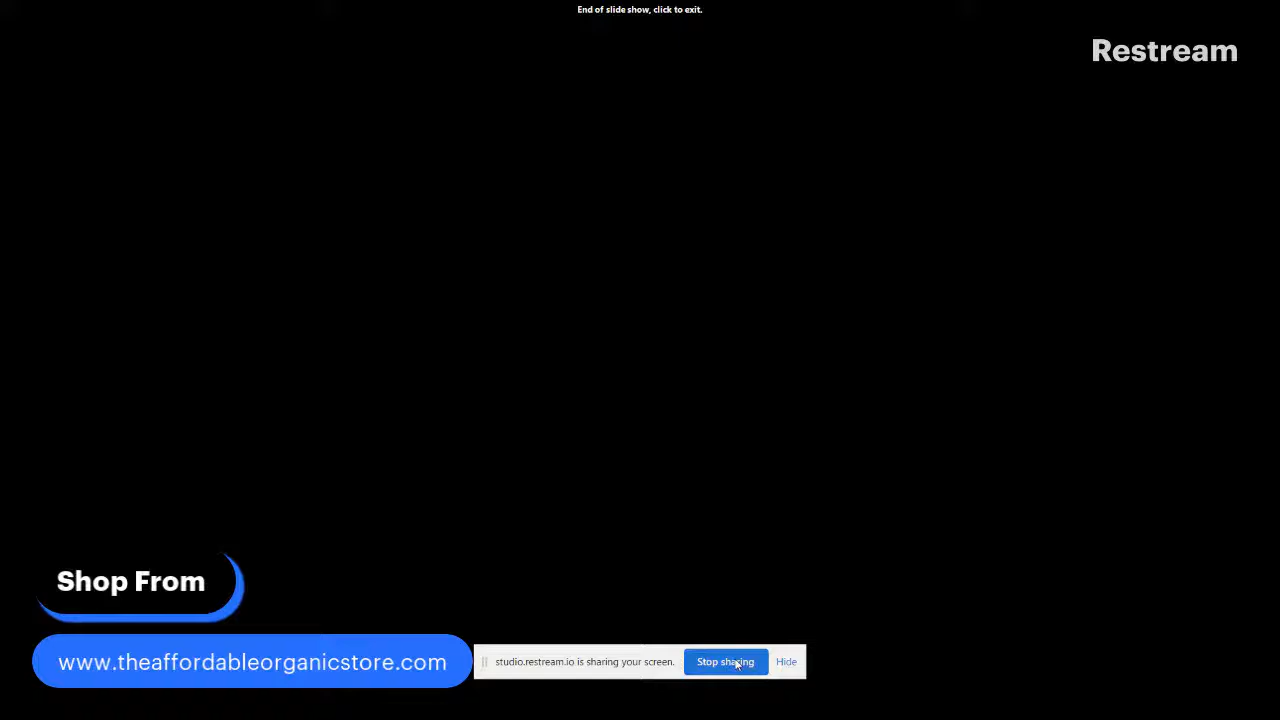 End of slide show, click to exit.
Restream
Shop From
www.theaffordableorganicstore.com
studio.restream.io is sharing your screen. Stop sharing Hide